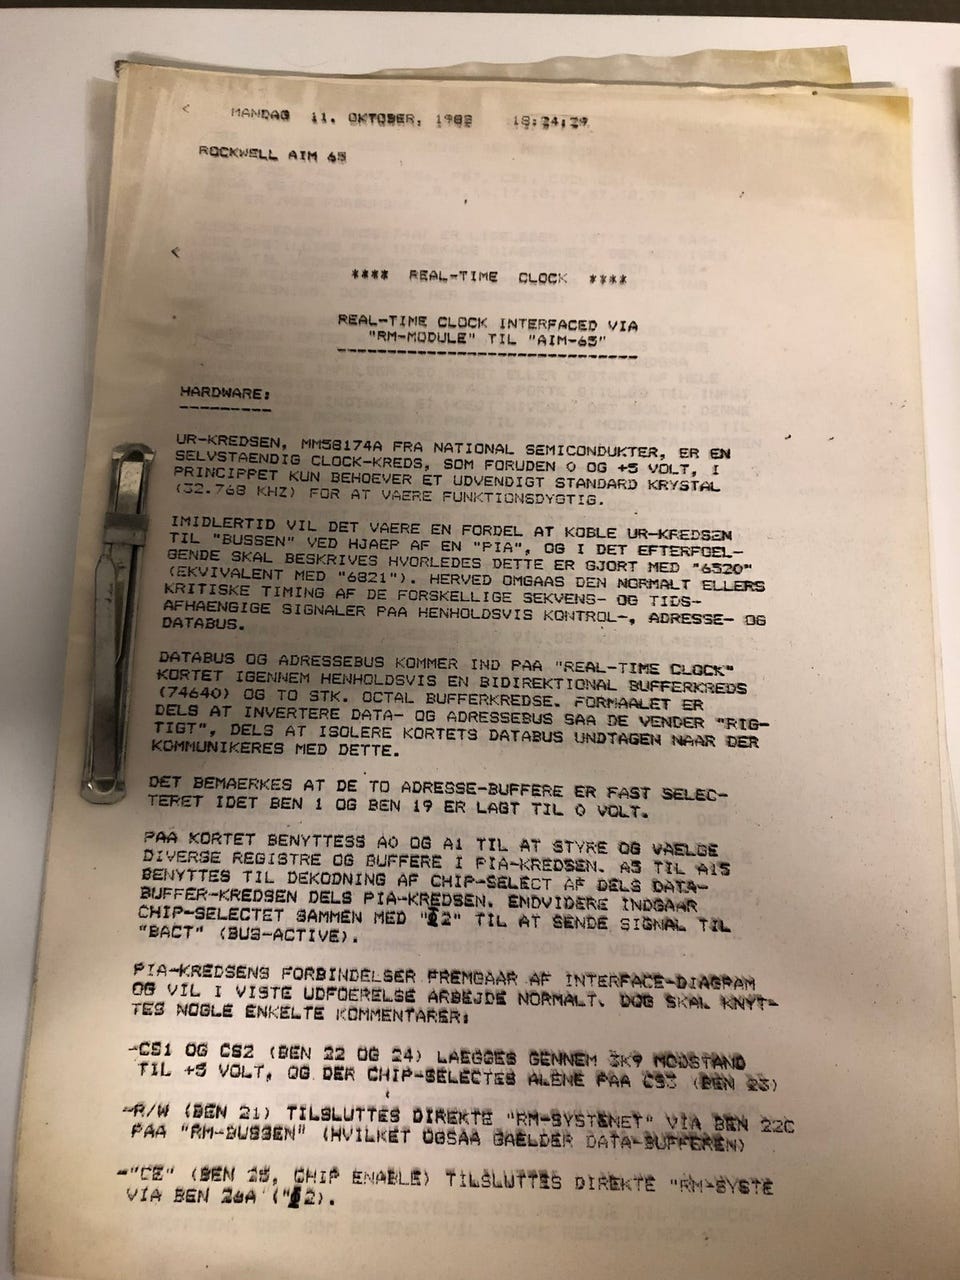 MANDAG 11. OKTOBER, 1982 18:24:29
ROCKWELL AIM 65
**** REAL-TIME CLOCK ****
REAL-TIME CLOCK INTERFACED VIA
"RM-MODULE" TIL "AIM-65"
HARDWARE:
UR-KREDSEN, MM58174A FRA NATIONAL SEMICONDUKTER, ER EN
SELVSTAENDIG CLOCK-KREDS, SOM FORUDEN 0 OG +5 VOLT, I
PRINCIPPET KUN BEHOEVER ET UDVENDIGT STANDARD KRYSTAL
(32.768 KHZ) FOR AT VAERE FUNKTIONSDYGTIG.
IMIDLERTID VIL DET VAERE EN FORDEL AT KOBLE UR-KREDSEN
TIL "BUSSEN" VED HJAEP AF EN "PIA", OG I DET EFTERFOEL-
GENDE SKAL BESKRIVES HVORLEDES DETTE ER GJORT MED "6520"
(EKVIVALENT MED "6821"). HERVED OMGAAS DEN NORMALT ELLERS
KRITISKE TIMING AF DE FORSKELLIGE SEKVENS- OG TIDS-
AFHAENGIGE SIGNALER PAA HENHOLDSVIS KONTROL-, ADRESSE- OG
DATABUS.
DATABUS OG ADRESSEBUS KOMMER IND PAA "REAL-TIME CLOCK"
KORTET IGENNEM HENHOLDSVIS EN BIDIREKTIONAL BUFFERKREDS
(74640) OG TO STK. OCTAL BUFFERKREDSE. FORMAALET ER
DELS AT INVERTERE DATA- OG ADRESSEBUS SAA DE VENDER "RIG-
TIGT", DELS AT ISOLERE KORTETS DATABUS UNDTAGEN NAAR DER
KOMMUNIKERES MED DETTE.
DET BEMAERKES AT DE TO ADRESSE-BUFFERE ER FAST SELEC-
TERET IDET BEN 1 OG BEN 19 ER LAGT TIL 0 VOLT.
PAA KORTET BENYTTESS A0 OG A1 TIL AT STYRE OG VAELGE
DIVERSE REGISTRE OG BUFFERE I PIA-KREDSEN. A3 TIL A15
BENYTTES TIL DEKODNING AF CHIP-SELECT AF DELS DATA-
BUFFER-KREDSEN DELS PIA-KREDSEN. ENDVIDERE INDGAAR
CHIP-SELECTET SAMMEN MED "Ø2" TIL AT SENDE SIGNAL TIL
"BACT" (BUS-ACTIVE).
PIA-KREDSENS FORBINDELSER FREMGAAR AF INTERFACE-DIAGRAM
OG VIL I VISTE UDFOERELSE ARBEJDE NORMALT. DOG SKAL KNYT-
TES NOGLE ENKELTE KOMMENTARER:
-CS1 OG CS2 (BEN 22 OG 24) LAEGGES GENNEM 3K9 MODSTAND
TIL +5 VOLT, OG DER CHIP-SELECTES ALENE PAA CS3 (BEN 23)
-R/W (BEN 21) TILSLUTTES DIREKTE "RM-SYSTENET" VIA BEN 22C
PAA "RM-BUSSEN" (HVILKET OGSAA GAELDER DATA-BUFFEREN)
-"CE" (BEN 25, CHIP ENABLE) TILSLUTTES DIREKTE "RM-SYSTE
VIA BEN 26A ("Ø2).